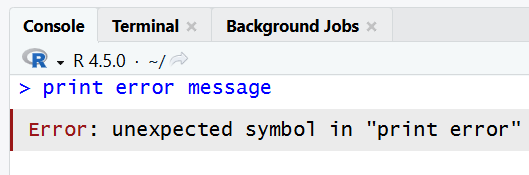 Console Terminal Background Jobs
R R 4.5.0 · ~/
> print error message
Error: unexpected symbol in "print error"